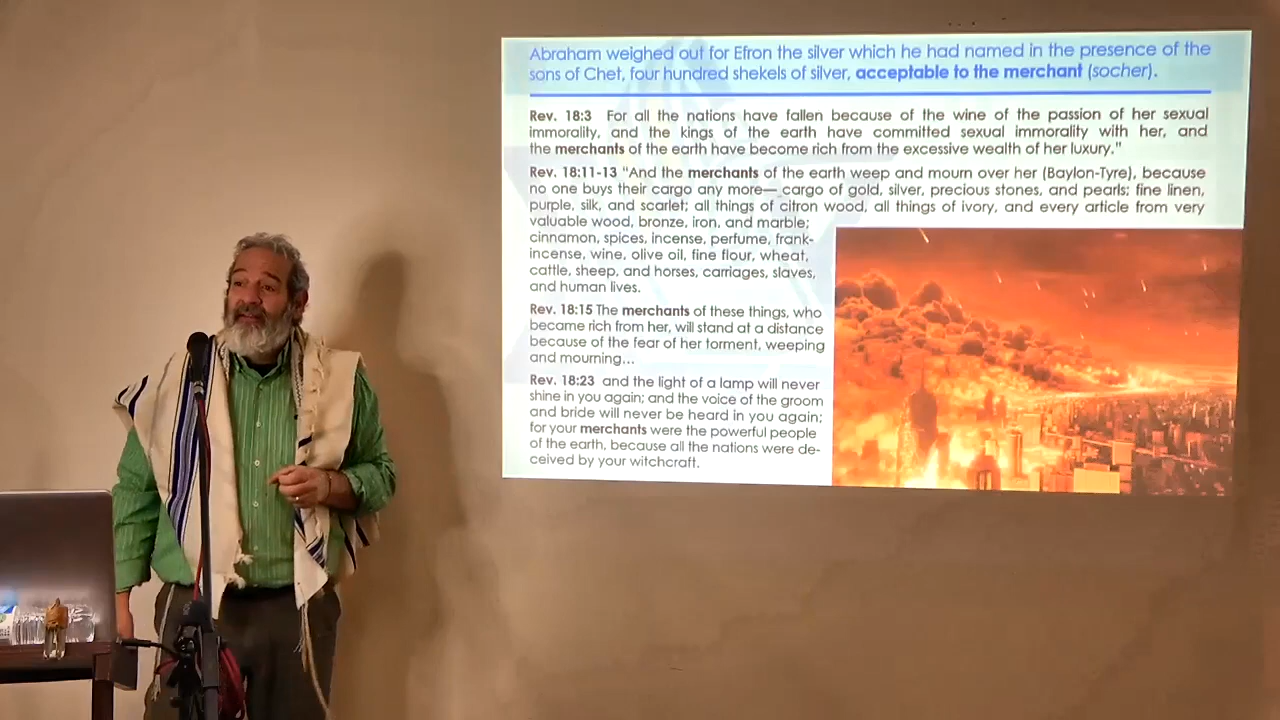 Abraham weighed out for Efron the silver which he had named in the presence of the
sons of Chet, four hundred shekels of silver, acceptable to the merchant (socher).
Rev. 18:3 For all the nations have fallen because of the wine of the passion of her sexual
immorality, and the kings of the earth have committed sexual immorality with her, and
the merchants of the earth have become rich from the excessive wealth of her luxury."
Rev. 18:11-13 "And the merchants of the earth weep and mourn over her (Baylon-Tyre), because
no one buys their cargo any more— cargo of gold, silver, precious stones, and pearls; fine linen,
purple, silk, and scarlet; all things of citron wood, all things of ivory, and every article from very
valuable wood, bronze, iron, and marble;
cinnamon, spices, incense, perfume, frank-
incense, wine, olive oil, fine flour, wheat,
cattle, sheep, and horses, carriages, slaves,
and human lives.
Rev. 18:15 The merchants of these things, who
became rich from her, will stand at a distance
because of the fear of her torment, weeping
and mourning...
Rev. 18:23 and the light of a lamp will never
shine in you again; and the voice of the groom
and bride will never be heard in you again;
for your merchants were the powerful people
of the earth, because all the nations were de-
ceived by your witchcraft.